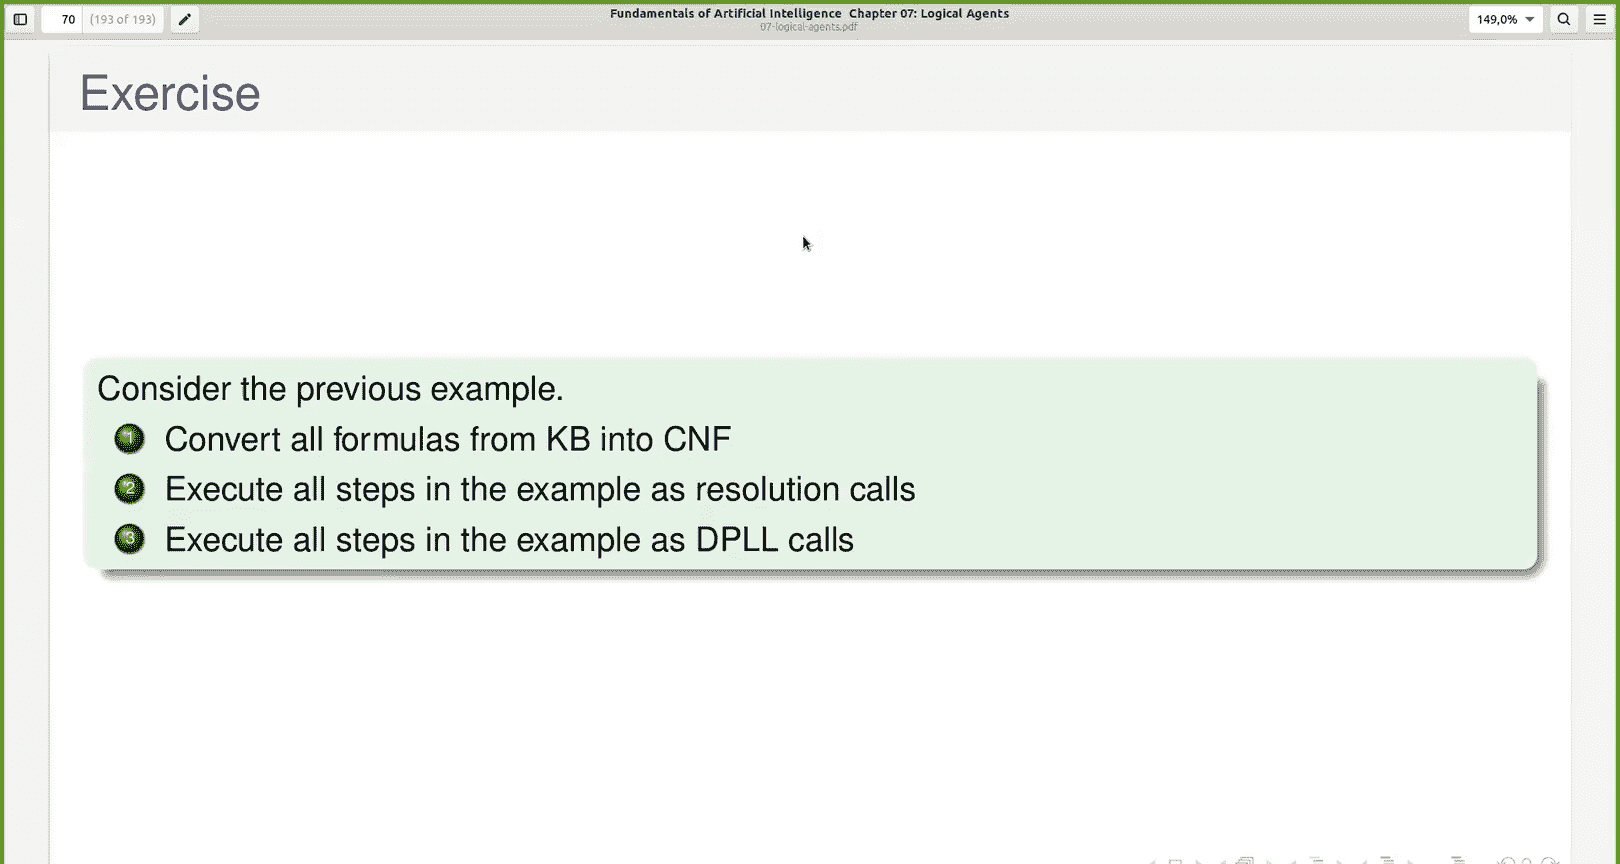 70 (193 of 193)
Fundamentals of Artificial Intelligence Chapter 07: Logical Agents
07-logical-agents.pdf
149,0%
Exercise
Consider the previous example.
1 Convert all formulas from KB into CNF
2 Execute all steps in the example as resolution calls
3 Execute all steps in the example as DPLL calls